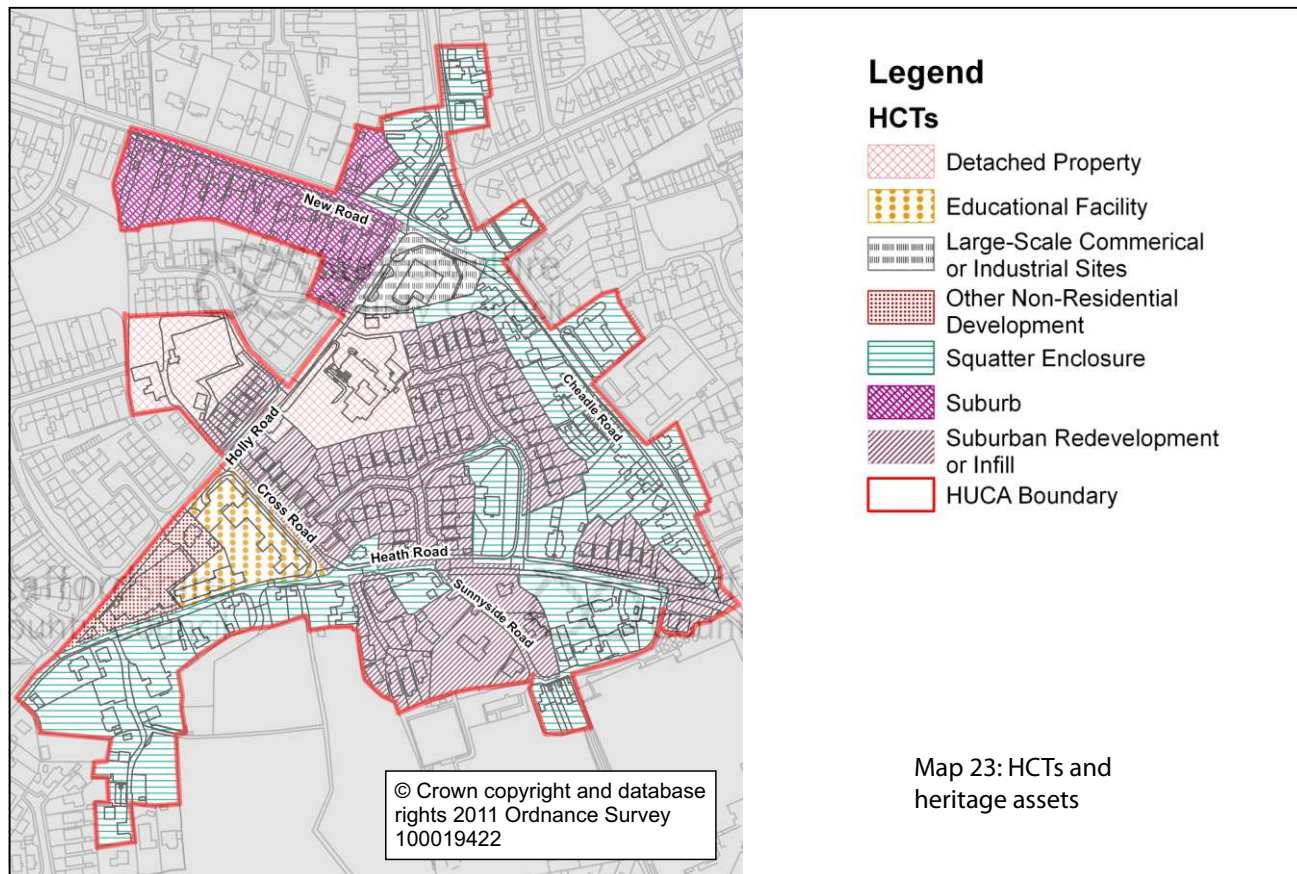 New Road
Holly Road
Cross Road
Heath Road
Cheadle Road
Sunnyside Road
© Crown copyright and database
rights 2011 Ordnance Survey
100019422
Legend
HCTs
Detached Property
Educational Facility
Large-Scale Commerical
or Industrial Sites
Other Non-Residential
Development
Squatter Enclosure
Suburb
Suburban Redevelopment
or Infill
HUCA Boundary
Map 23: HCTs and
heritage assets